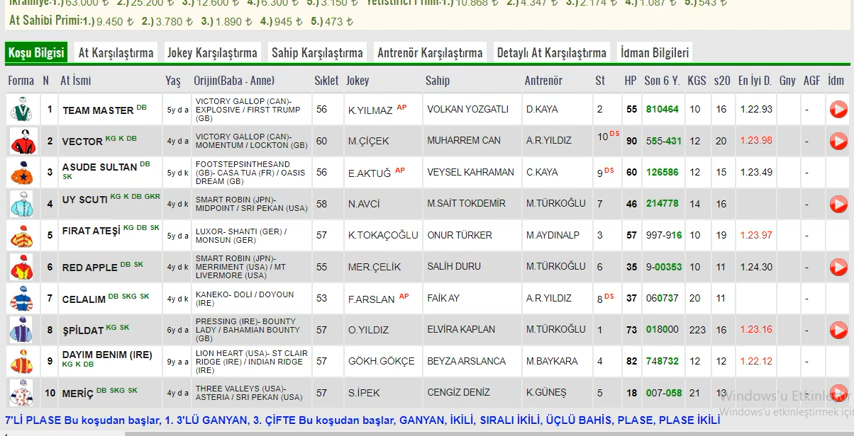 İkramiye:1.) 63.000 ₺ 2.) 25.200 ₺ 3.) 12.600 ₺ 4.) 6.300 ₺ 5.) 3.150 ₺ Yetiştirici Primi:1.) 10.868 ₺ 2.) 4.347 ₺ 3.) 2.174 ₺ 4.) 1.087 ₺ 5.) 543 ₺
At Sahibi Primi:1.) 9.450 ₺ 2.) 3.780 ₺ 3.) 1.890 ₺ 4.) 945 ₺ 5.) 473 ₺
Koşu Bilgisi At Karşılaştırma Jokey Karşılaştırma Sahip Karşılaştırma Antrenör Karşılaştırma Detaylı At Karşılaştırma İdman Bilgileri
Forma N At İsmi Yaş Orijin(Baba - Anne) Sıklet Jokey Sahip Antrenör St HP Son 6 Y. KGS s20 En İyi D. Gny AGF İdm
1 TEAM MASTER DB 5y d a VICTORY GALLOP (CAN)- EXPLOSIVE / FIRST TRUMP (GB) 56 K.YILMAZ AP VOLKAN YOZGATLI D.KAYA 2 55 810464 10 16 1.22.93 -
2 VECTOR KG K DB 4y d a VICTORY GALLOP (CAN)- MOMENTUM / LOCKTON (GB) 60 M.ÇİÇEK MUHARREM CAN A.R.YILDIZ 10 DS 90 555-431 12 20 1.23.98 -
3 ASUDE SULTAN DB SK 5y d k FOOTSTEPSINTHESAND (GB)- CASA TUA (FR) / OASIS DREAM (GB) 56 E.AKTUĞ AP VEYSEL KAHRAMAN C.KAYA 9 DS 60 126586 12 15 1.23.49 -
4 UY SCUTI KG K DB GKR 4y d k SMART ROBIN (JPN)- MIDPOINT / SRI PEKAN (USA) 58 N.AVCİ M.SAİT TOKDEMİR M.TÜRKOĞLU 7 46 214778 14 16 -
5 FIRAT ATEŞİ KG DB SK 5y d a LUXOR- SHANTI (GER) / MONSUN (GER) 57 K.TOKAÇOĞLU ONUR TÜRKER M.AYDINALP 3 57 997-916 10 19 1.23.97 -
6 RED APPLE DB SK 4y d k SMART ROBIN (JPN)- MERRIMENT (USA) / MT LIVERMORE (USA) 55 MER.ÇELİK SALİH DURU M.TÜRKOĞLU 6 35 9-00353 10 11 1.24.30 -
7 CELALIM DB SKG SK 4y d k KANEKO- DOLİ / DOYOUN (IRE) 53 F.ARSLAN AP FAİK AY A.R.YILDIZ 8 DS 37 060737 20 11 -
8 ŞPİLDAT KG SK 6y d a PRESSING (IRE)- BOUNTY LADY / BAHAMIAN BOUNTY (GB) 57 O.YILDIZ ELVİRA KAPLAN M.TÜRKOĞLU 1 73 018000 223 16 1.23.16 -
9 DAYIM BENIM (IRE) KG K DB 9y a a LION HEART (USA)- ST CLAIR RIDGE (IRE) / INDIAN RIDGE (IRE) 57 GÖKH.GÖKÇE BEYZA ARSLANCA M.BAYKARA 4 82 748732 12 12 1.22.12 -
10 MERİÇ DB SKG SK 4y d a THREE VALLEYS (USA)- ASTERIA / SRI PEKAN (USA) 57 S.İPEK CENGİZ DENİZ K.GÜNEŞ 5 18 007-058 21 13 -
7'Lİ PLASE Bu koşudan başlar, 1. 3'LÜ GANYAN, 3. ÇİFTE Bu koşudan başlar, GANYAN, İKİLİ, SIRALI İKİLİ, ÜÇLÜ BAHİS, PLASE, PLASE İKİLİ
Windows'u Etkinleştir
Windows'u etkinleştirmek için